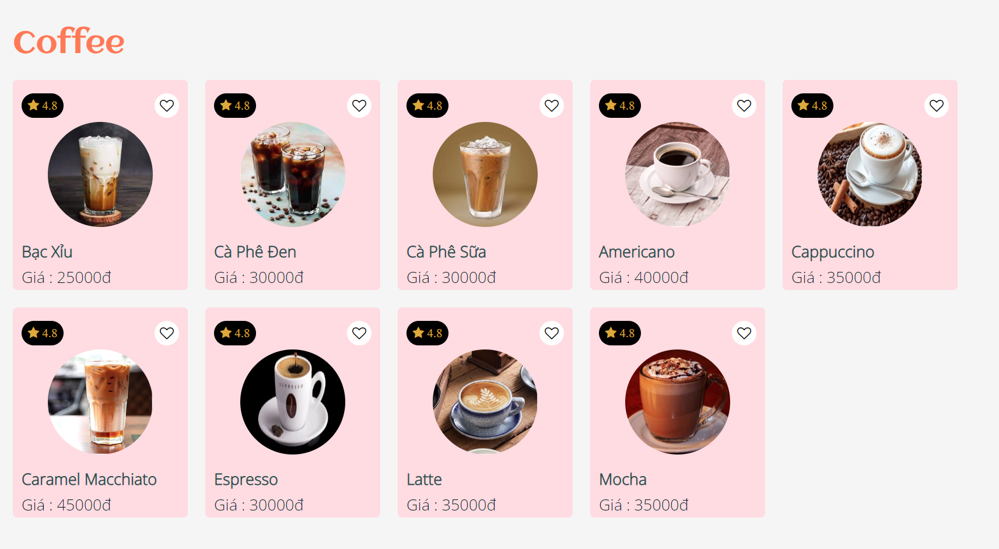 Coffee
4.8
4.8
4.8
4.8
4.8
Bạc Xỉu
Giá : 25000đ
Cà Phê Đen
Giá : 30000đ
Cà Phê Sữa
Giá : 30000đ
Americano
Giá : 40000đ
Cappuccino
Giá : 35000đ
4.8
4.8
4.8
4.8
ESPRESSO
Caramel Macchiato
Giá : 45000đ
Espresso
Giá : 30000đ
Latte
Giá : 35000đ
Mocha
Giá : 35000đ